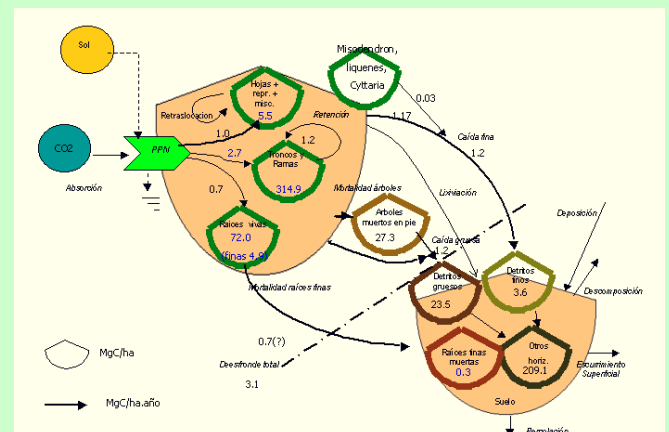 Sol
Misodendron,
liquenes,
Cyttaria
Hojas +
repr. +
misc.
5.5
0.03
Retraslocacion
Retención
1.17
Caída fina
1.2
CO2
PPN
1.0
2.7
1.2
Troncos y
Ramas
314.9
Absorción
0.7
Mortalidad árboles
Lixiviación
Raíces vivas
72.0
(finas 4.9)
Arboles
muertos en pie
27.3
Caída gruesa
1.2
Deposición
Mortalidad raíces finas
Detritos
gruesos
23.5
Detritos
finos
3.6
Descomposición
0.7(?)
MgC/ha
Desfronde total
3.1
Raíces finas
muertas
0.3
Otros
horiz.
209.1
Escurrimiento
Superficial
MgC/ha.año
Suelo